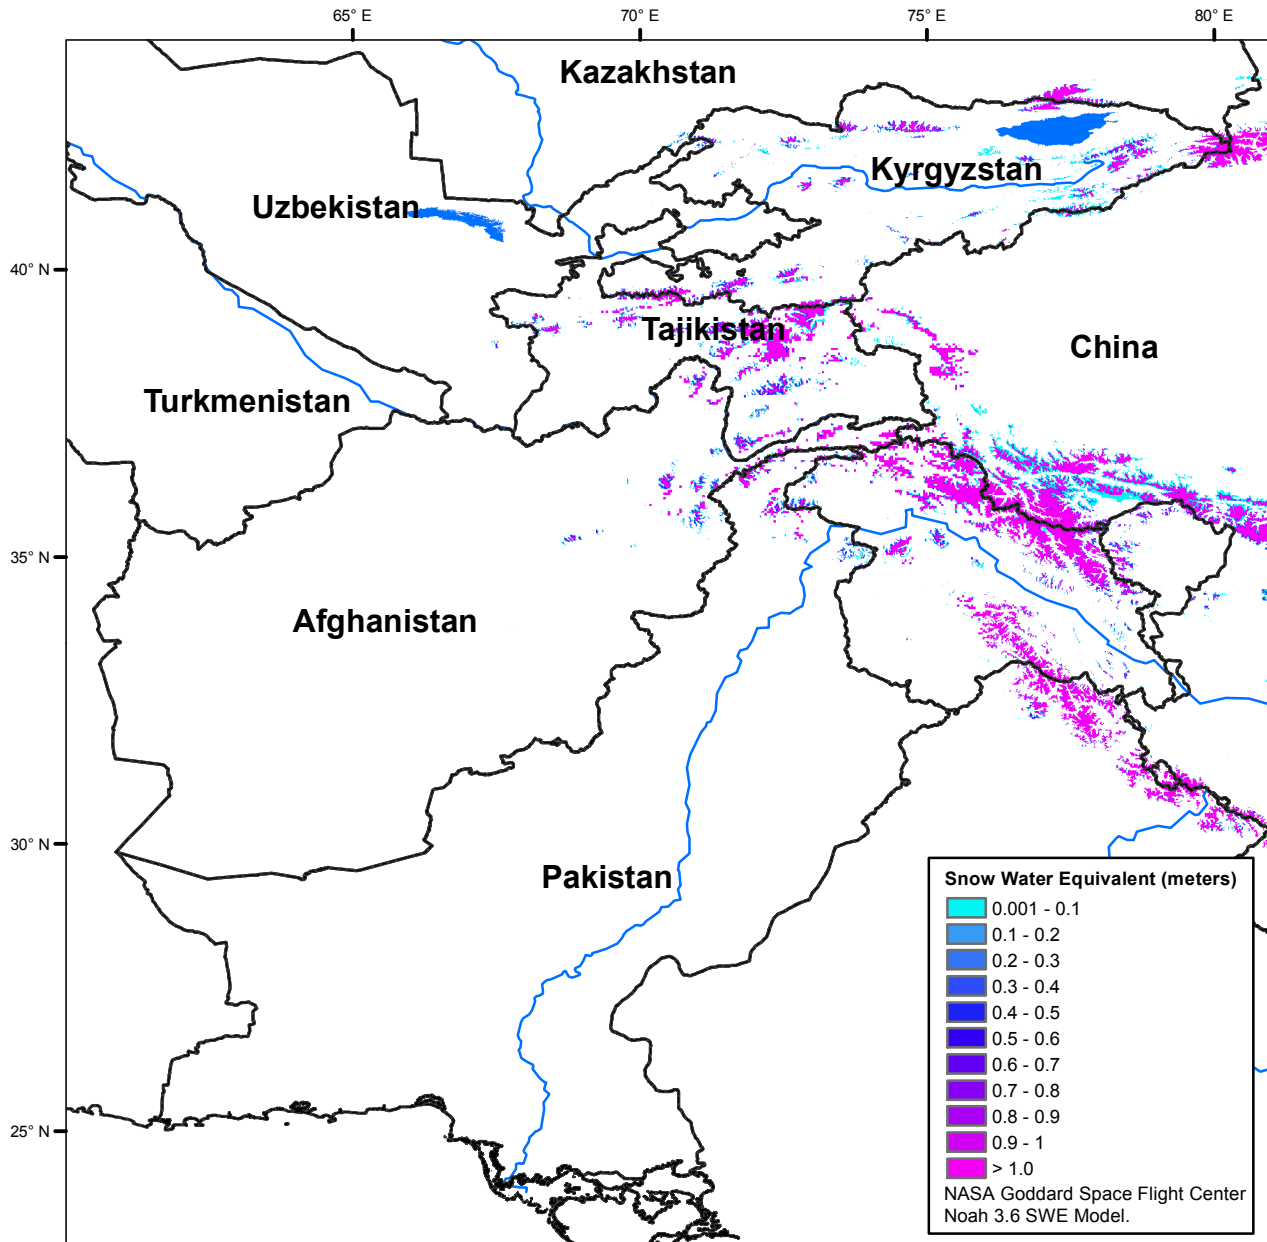 65° E
70° E
75° E
80° E
Kazakhstan
Kyrgyzstan
Uzbekistan
40° N
Tajikistan
China
Turkmenistan
35° N
Afghanistan
30° N
Pakistan
25° N
Snow Water Equivalent (meters)
0.001 - 0.1
0.1 - 0.2
0.2 - 0.3
0.3 - 0.4
0.4 - 0.5
0.5 - 0.6
0.6 - 0.7
0.7 - 0.8
0.8 - 0.9
0.9 - 1
> 1.0
NASA Goddard Space Flight Center
Noah 3.6 SWE Model.